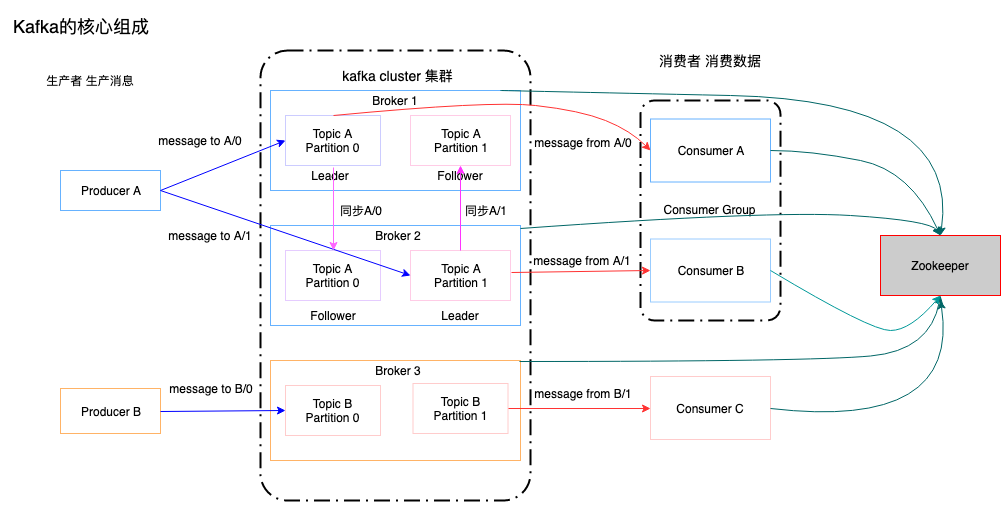 Kafka的核心组成
生产者 生产消息
消费者 消费数据
kafka cluster 集群
Broker 1
Topic A
Partition 0
Leader
Topic A
Partition 1
Follower
message to A/0
Producer A
message to A/1
同步A/0
同步A/1
Broker 2
Topic A
Partition 0
Follower
Topic A
Partition 1
Leader
message from A/0
Consumer A
Consumer Group
message from A/1
Consumer B
Zookeeper
Broker 3
message to B/0
Producer B
Topic B
Partition 0
Topic B
Partition 1
message from B/1
Consumer C